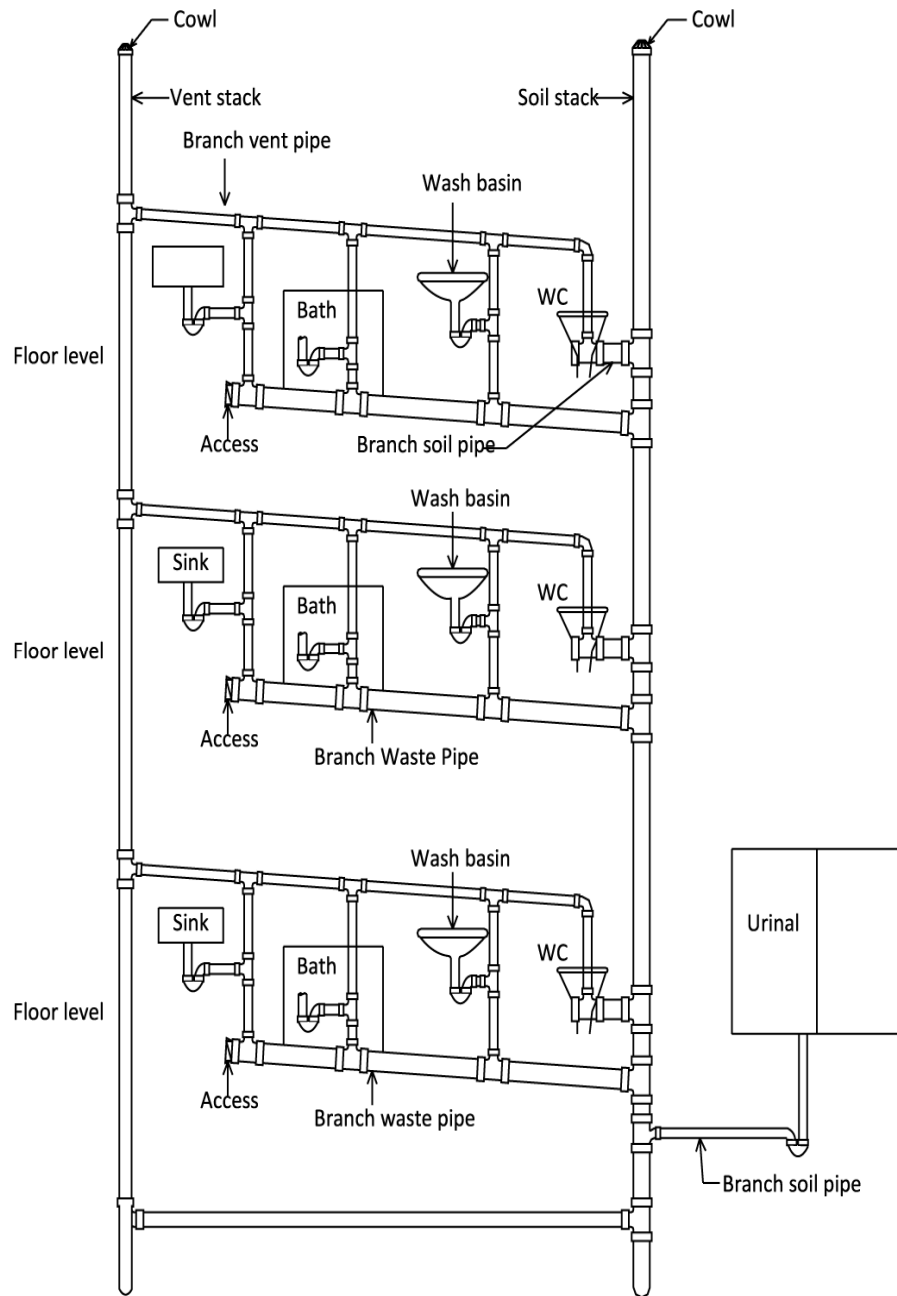 Cowl
Cowl
Vent stack
Soil stack
Branch vent pipe
Wash basin
WC
Bath
Floor level
Access
Branch soil pipe
Wash basin
Sink
WC
Bath
Floor level
Access
Branch Waste Pipe
Wash basin
Sink
Urinal
WC
Bath
Floor level
Access
Branch waste pipe
Branch soil pipe